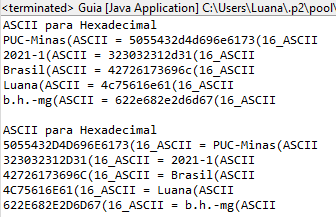 <terminated> Guia [Java Application] C:\Users\Luana\.p2\pool\
ASCII para Hexadecimal
PUC-Minas(ASCII = 5055432d4d696e6173(16_ASCII
2021-1(ASCII = 323032312d31(16_ASCII
Brasil(ASCII = 42726173696c(16_ASCII
Luana(ASCII = 4c75616e61(16_ASCII
b.h.-mg(ASCII = 622e682e2d6d67(16_ASCII
ASCII para Hexadecimal
5055432D4D696E6173(16_ASCII = PUC-Minas(ASCII
323032312D31(16_ASCII = 2021-1(ASCII
42726173696C(16_ASCII = Brasil(ASCII
4C75616E61(16_ASCII = Luana(ASCII
622E682E2D6D67(16_ASCII = b.h.-mg(ASCII